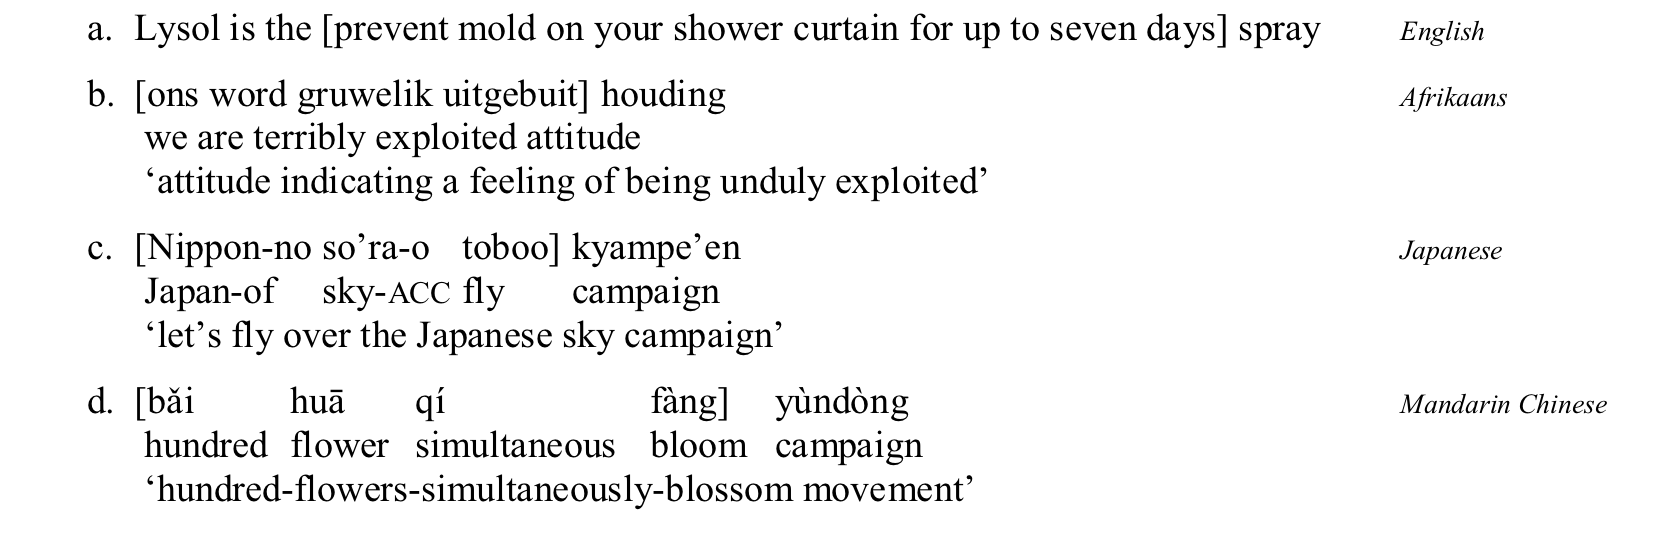 a. Lysol is the [prevent mold on your shower curtain for up to seven days] spray English
b. [ons word gruwelik uitgebuit] houding Afrikaans
we are terribly exploited attitude
‘attitude indicating a feeling of being unduly exploited’
c. [Nippon-no so’ra-o toboo] kyampe’en Japanese
Japan-of sky-ACC fly campaign
‘let’s fly over the Japanese sky campaign’
d. [bǎi huā qí fàng] yùndòng Mandarin Chinese
hundred flower simultaneous bloom campaign
‘hundred-flowers-simultaneously-blossom movement’